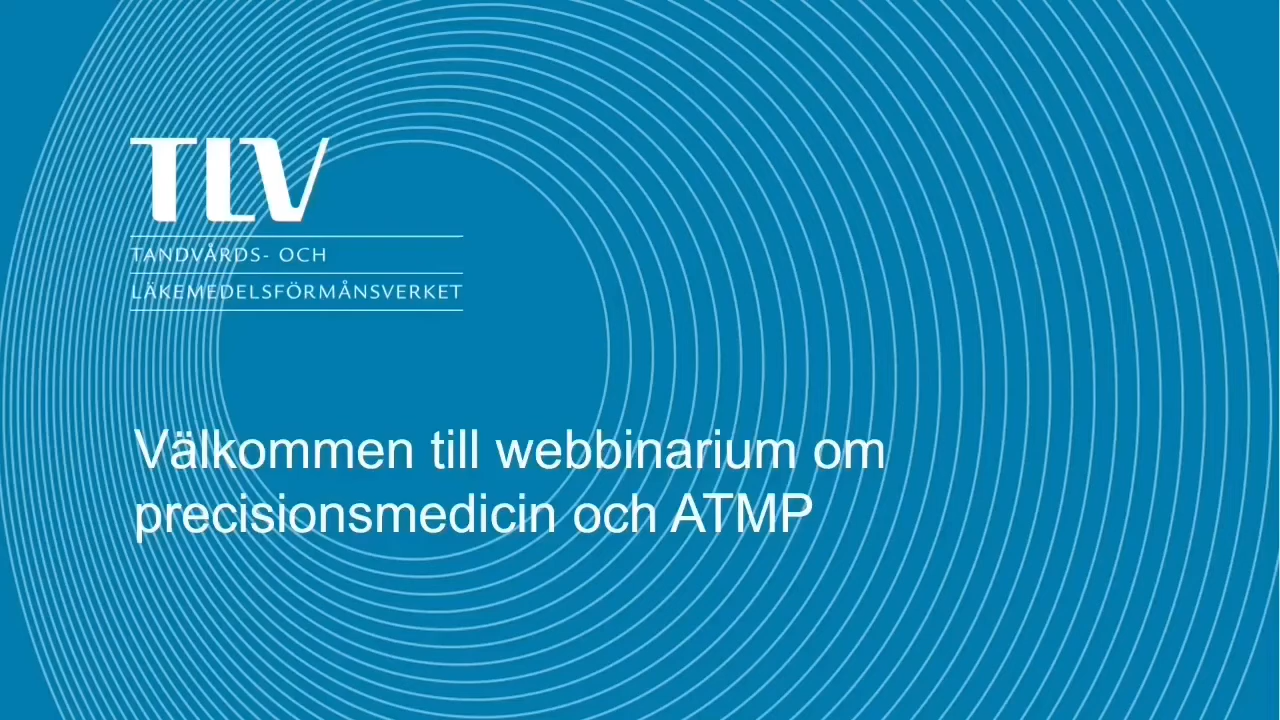 TLV
TANDVÅRDS- OCH
LÄKEMEDELSFÖRMÅNSVERKET
Välkommen till webbinarium om
precisionsmedicin och ATMP